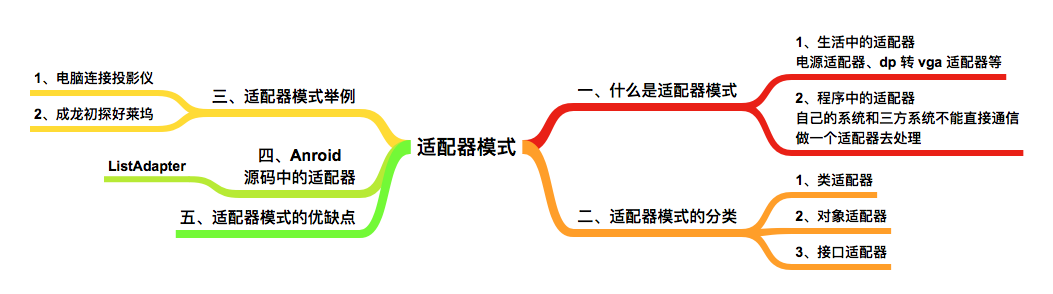 适配器模式
一、什么是适配器模式
1、生活中的适配器
电源适配器、dp 转 vga 适配器等
2、程序中的适配器
自己的系统和三方系统不能直接通信
做一个适配器去处理
二、适配器模式的分类
1、类适配器
2、对象适配器
3、接口适配器
三、适配器模式举例
1、电脑连接投影仪
2、成龙初探好莱坞
四、Anroid
源码中的适配器
ListAdapter
五、适配器模式的优缺点